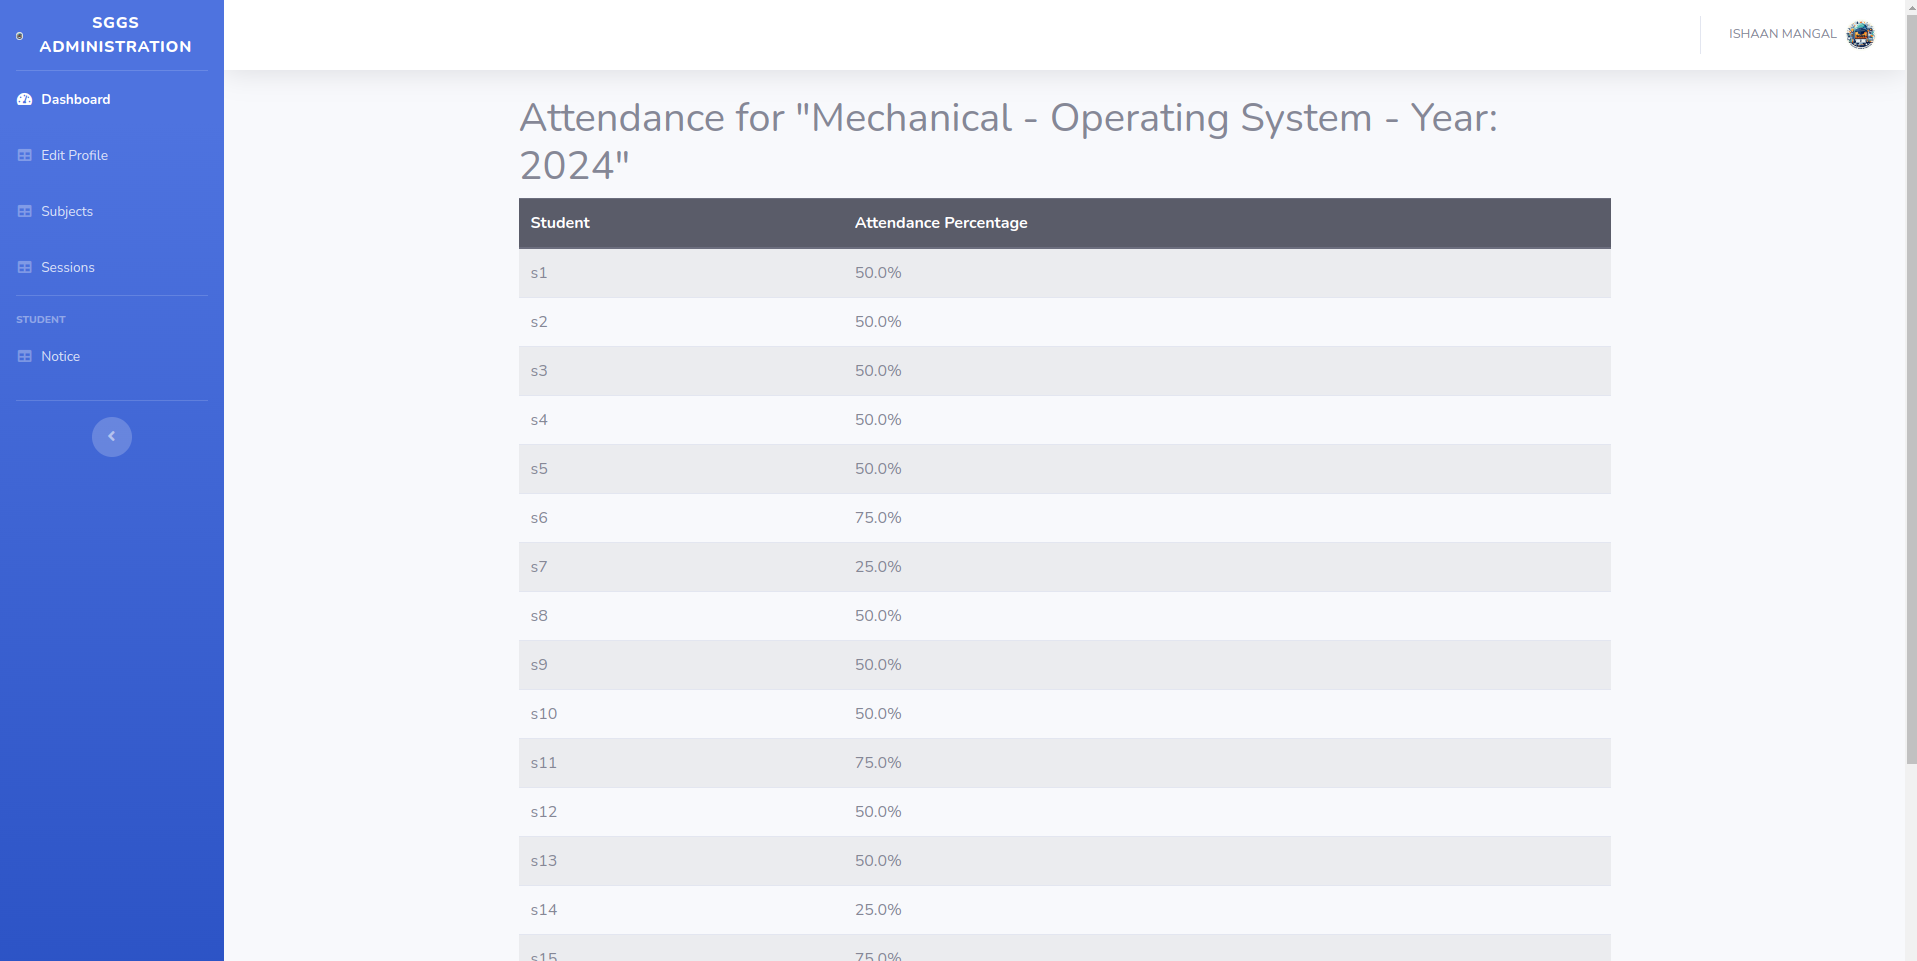 SGGS
ADMINISTRATION
Dashboard
Edit Profile
Subjects
Sessions
STUDENT
Notice
ISHAAN MANGAL
Attendance for "Mechanical - Operating System - Year:
2024"
Student Attendance Percentage
s1 50.0%
s2 50.0%
s3 50.0%
s4 50.0%
s5 50.0%
s6 75.0%
s7 25.0%
s8 50.0%
s9 50.0%
s10 50.0%
s11 75.0%
s12 50.0%
s13 50.0%
s14 25.0%
s15 75.0%